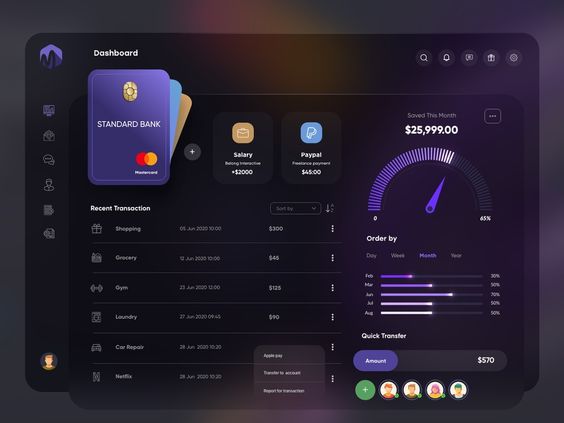 Dashboard
STANDARD BANK
Mastercard
Salary
Belong Interactive
+$2000
Paypal
Freelance payment
$45:00
Saved This Month
$25,999.00
0
65%
Recent Transaction
Sort by
Shopping
05 Jun 2020 10:00
$300
Grocery
12 Jun 2020 10:00
$45
Gym
23 Jun 2020 12:00
$125
Laundry
27 Jun 2020 09:45
$90
Car Repair
28 Jun 2020 10:20
Netflix
28 Jun 2020 10:20
Apple pay
Transfer to account
Report for transaction
Order by
Day
Week
Month
Year
Feb
30%
Mar
50%
Jun
70%
Jul
50%
Aug
50%
Quick Transfer
Amount
$570